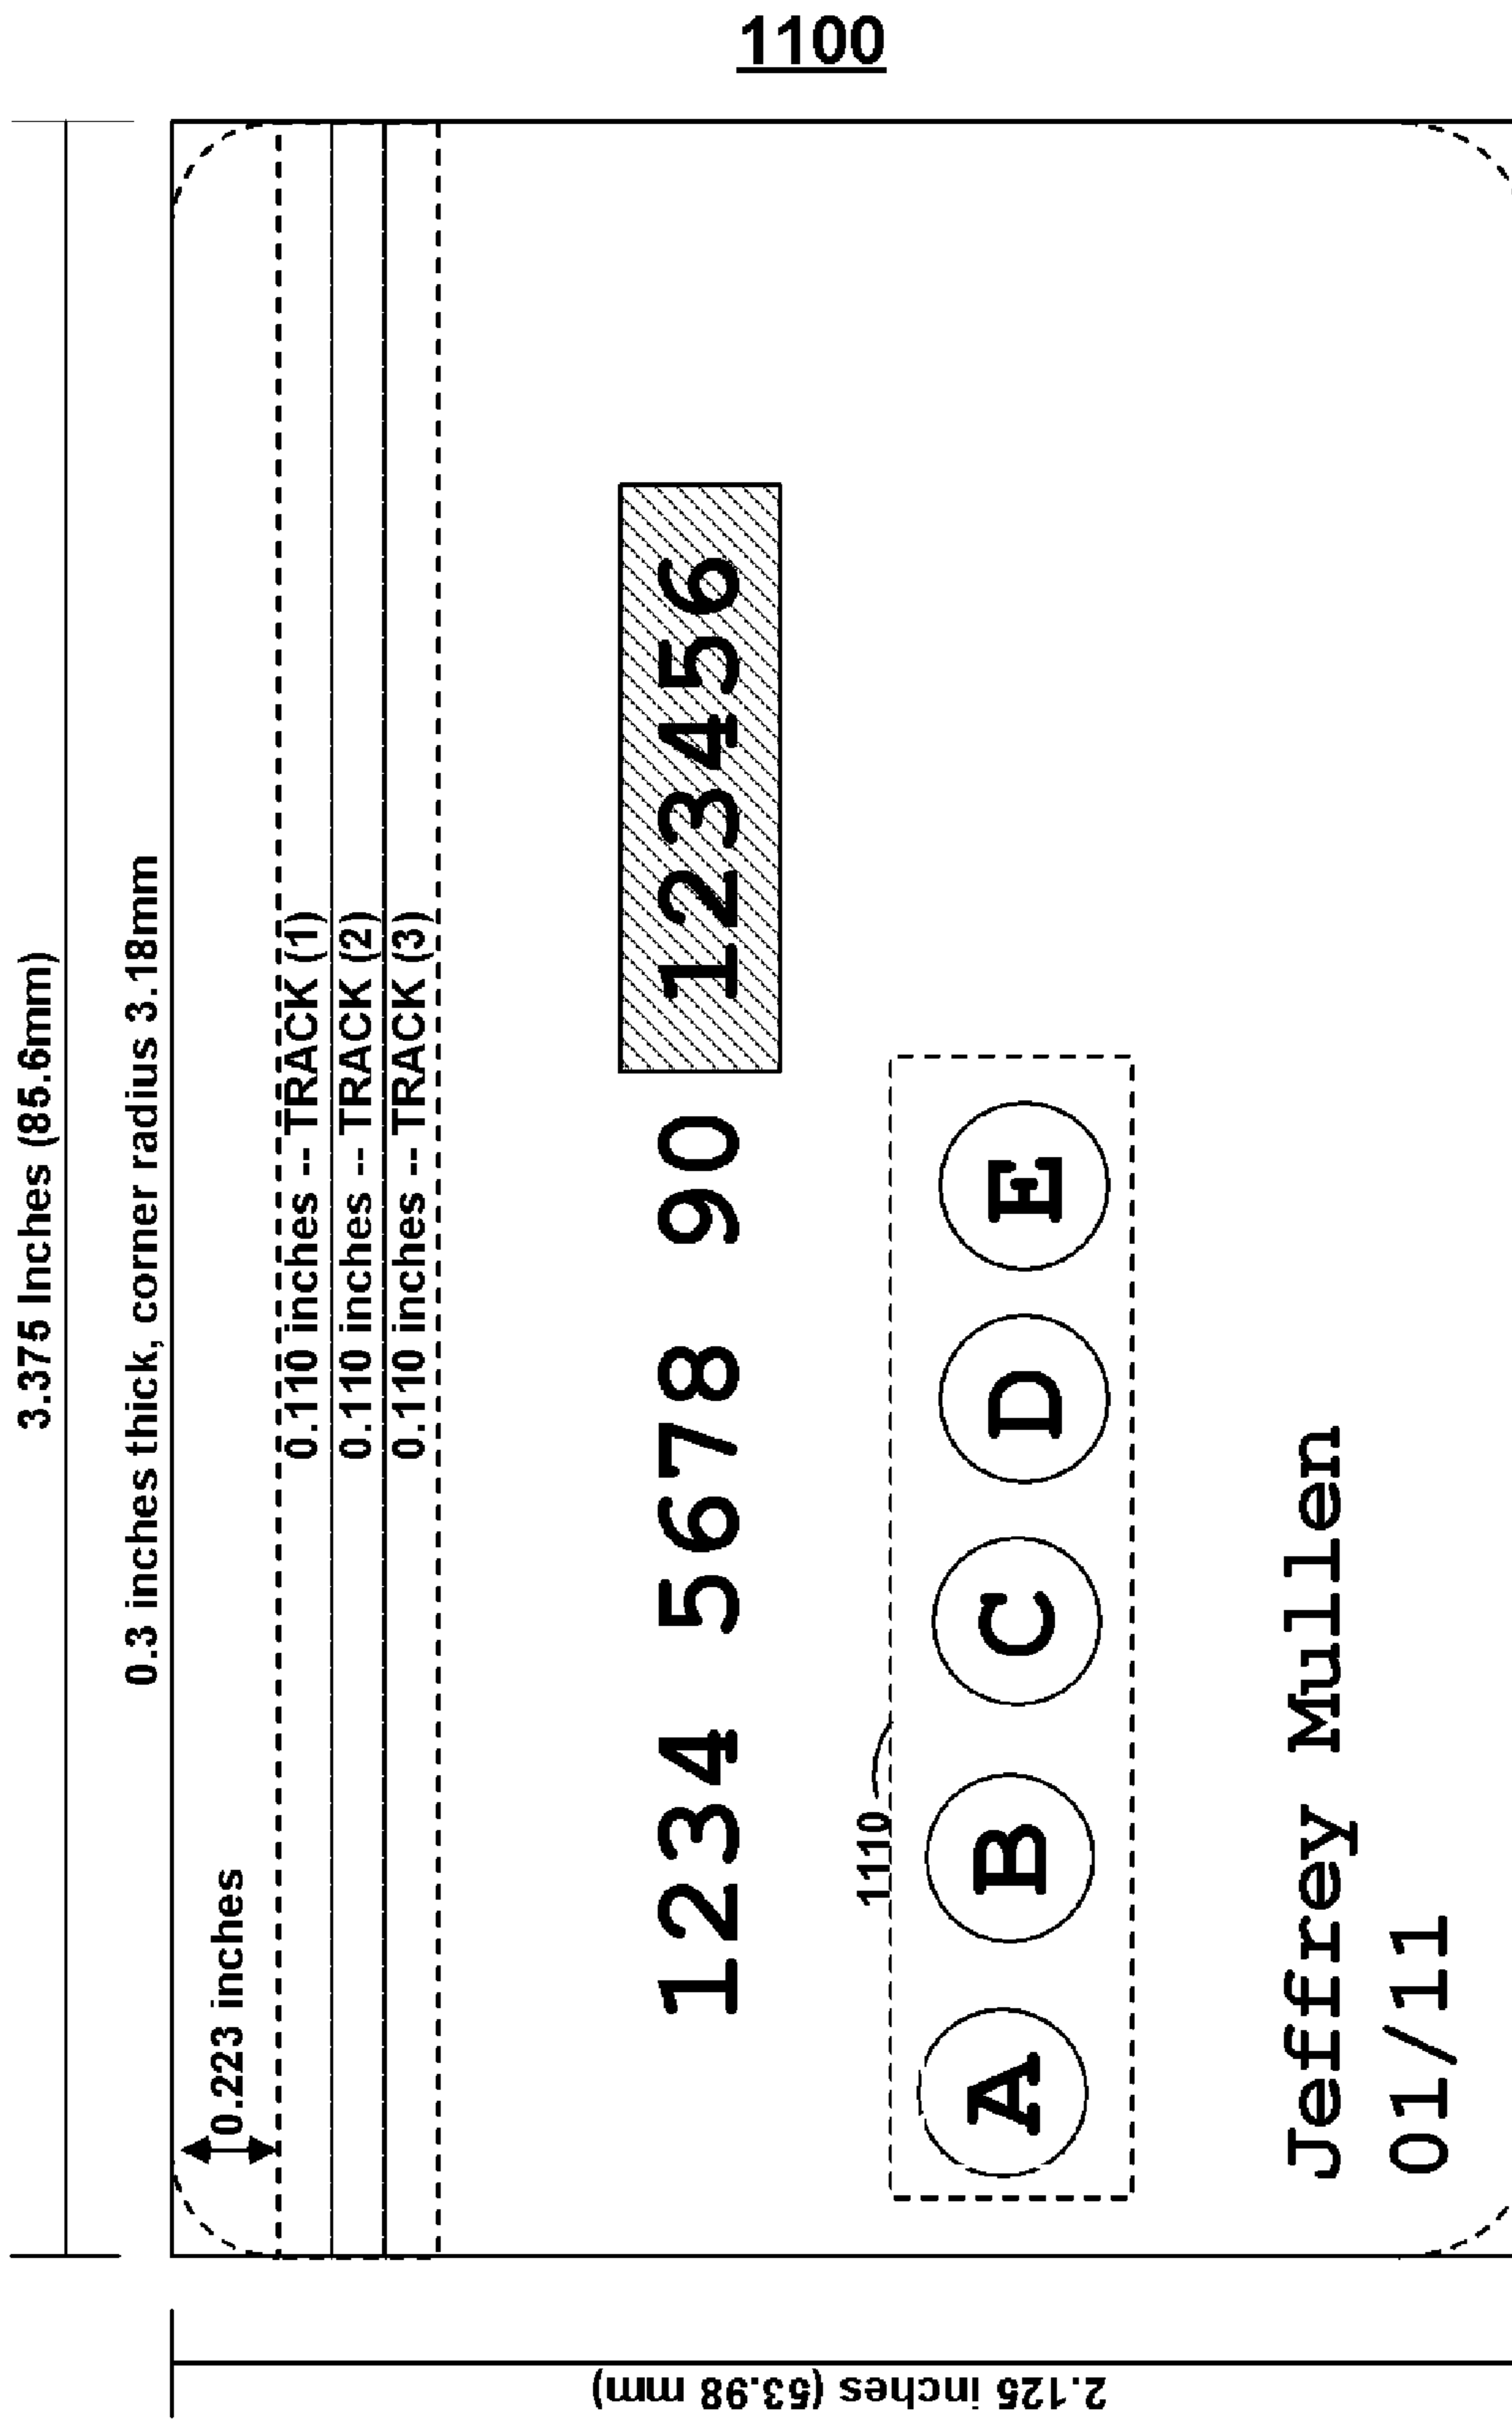 1100
3.375 Inches (85.6mm)
0.3 inches thick, corner radius 3.18mm
0.223 inches
0.110 inches -- TRACK (1)
0.110 inches -- TRACK (2)
0.110 inches -- TRACK (3)
1234 5678 90 123456
1110
A B C D E
Jeffrey Mullen
01/11
2.125 inches (53.98 mm)